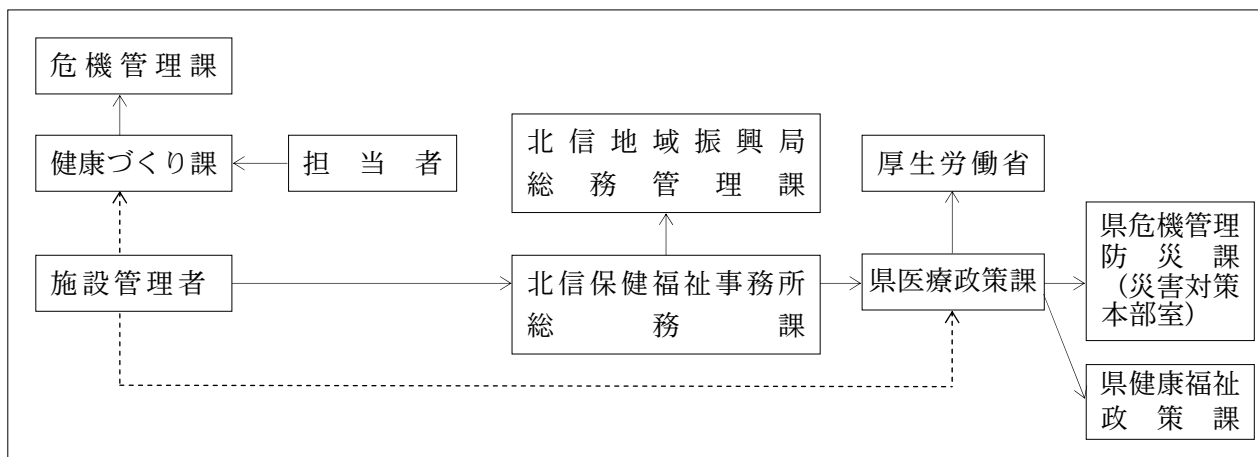 危機管理課
健康づくり課
担当者
北信地域振興局
総務管理課
厚生労働省
施設管理者
北信保健福祉事務所
総務課
県医療政策課
県危機管理
防災課
（災害対策
本部室）
県健康福祉
政策課